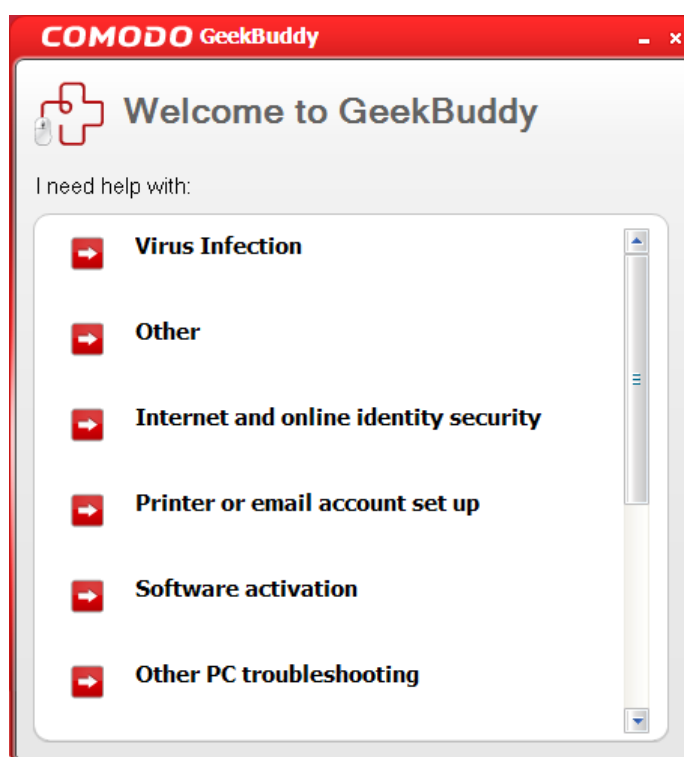 COMODO GeekBuddy
Welcome to GeekBuddy
I need help with:
Virus Infection
Other
Internet and online identity security
Printer or email account set up
Software activation
Other PC troubleshooting